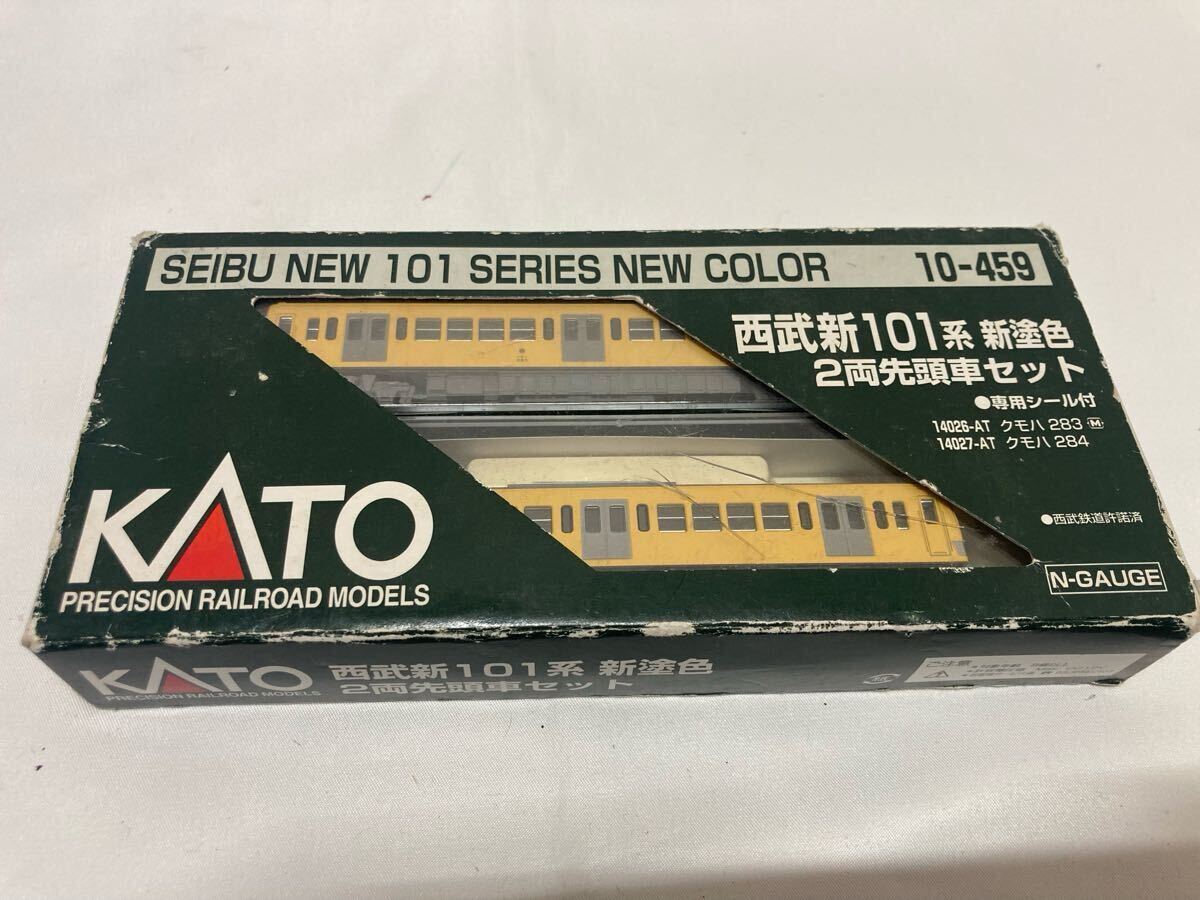 SEIBU NEW 101 SERIES NEW COLOR 10-459
西武新101系 新塗色
2両先頭車セット
●専用シール付
14026-AT クモハ 283 M
14027-AT クモハ 284
●西武鉄道許諾済
N-GAUGE
KATO
PRECISION RAILROAD MODELS
KATO
PRECISION RAILROAD MODELS
西武新101系 新塗色
2両先頭車セット
ご注意